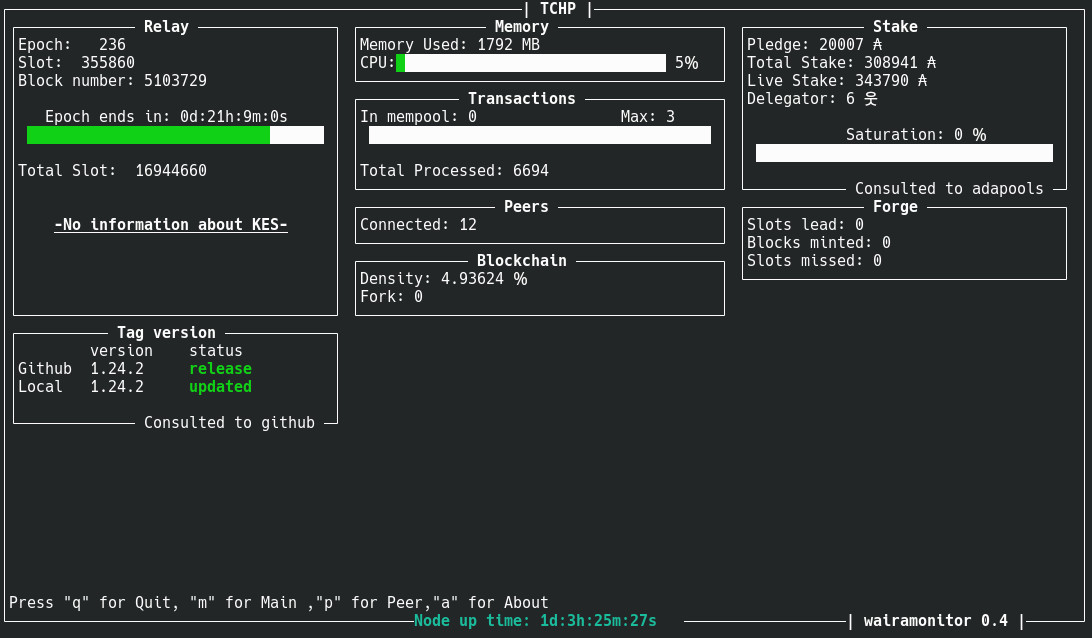 | TCHP |
Relay
Epoch: 236
Slot: 355860
Block number: 5103729
Epoch ends in: 0d:21h:9m:0s
Total Slot: 16944660
-No information about KES-
Tag version
version status
Github 1.24.2 release
Local 1.24.2 updated
Consulted to github
Memory
Memory Used: 1792 MB
CPU: 5%
Transactions
In mempool: 0 Max: 3
Total Processed: 6694
Peers
Connected: 12
Blockchain
Density: 4.93624 %
Fork: 0
Stake
Pledge: 20007 ₳
Total Stake: 308941 ₳
Live Stake: 343790 ₳
Delegator: 6 웃
Saturation: 0 %
Consulted to adapools
Forge
Slots lead: 0
Blocks minted: 0
Slots missed: 0
Press "q" for Quit, "m" for Main ,"p" for Peer,"a" for About
Node up time: 1d:3h:25m:27s
| wairamonitor 0.4 |